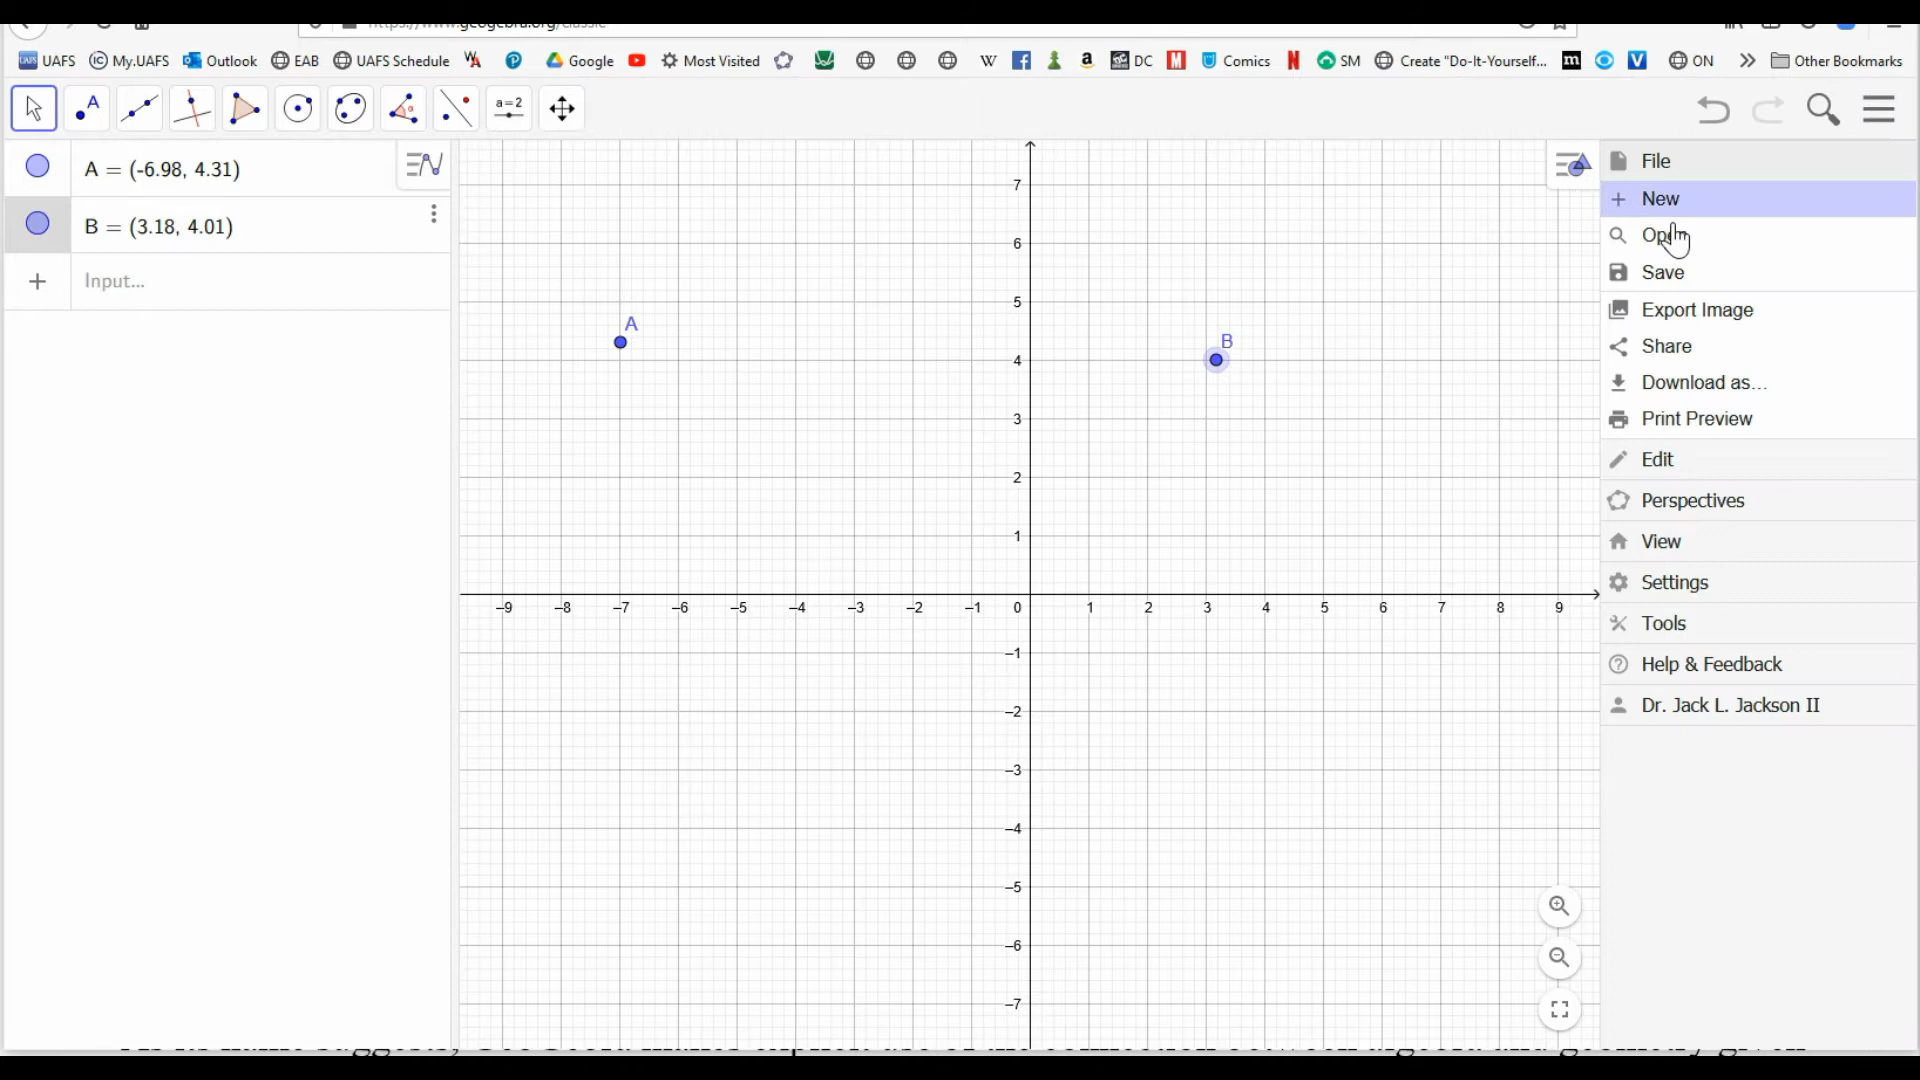 UAFS My.UAFS Outlook EAB UAFS Schedule Google Most Visited W DC Comics N SM Create "Do-It-Yourself... m V ON Other Bookmarks
A a=2
A = (-6.98, 4.31)
B = (3.18, 4.01)
Input...
A
B
7
6
5
4
3
2
1
–9 –8 –7 –6 –5 –4 –3 –2 –1 0 1 2 3 4 5 6 7 8 9
–1
–2
–3
–4
–5
–6
–7
File
New
Open
Save
Export Image
Share
Download as...
Print Preview
Edit
Perspectives
View
Settings
Tools
Help & Feedback
Dr. Jack L. Jackson II